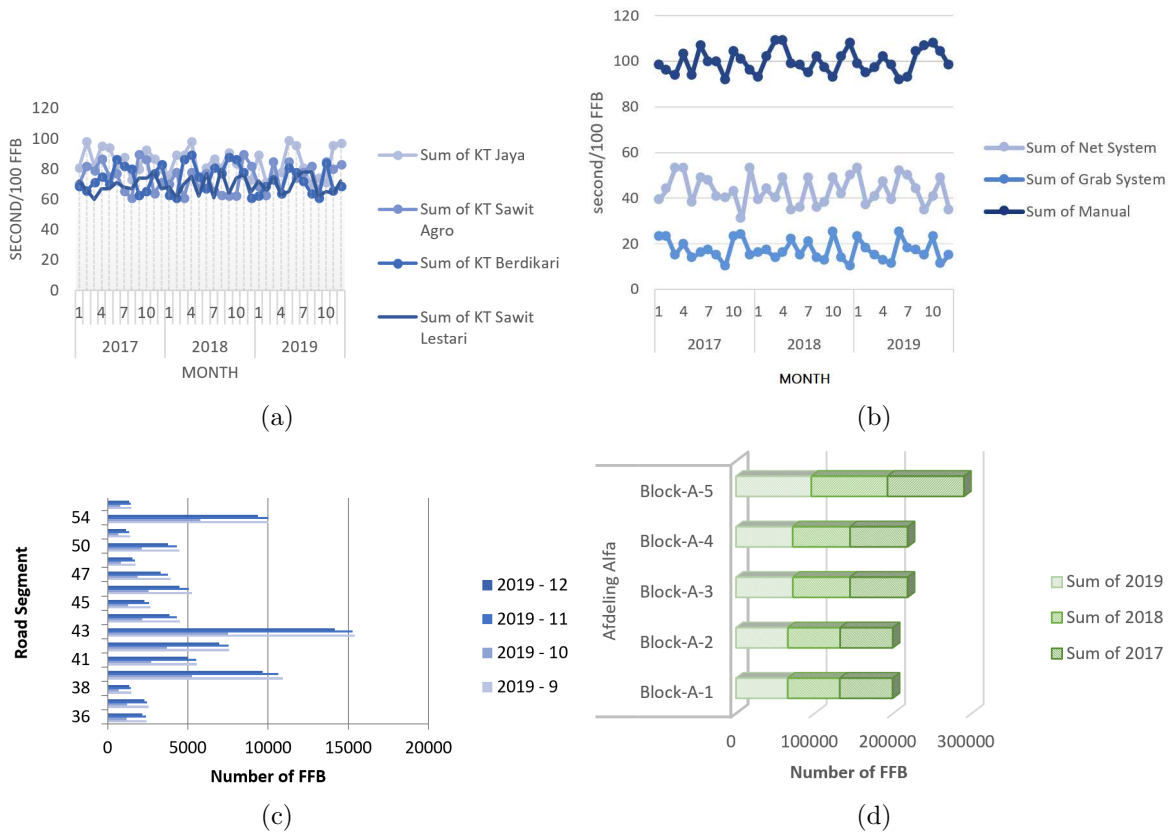 120
100
80
60
40
20
0
SECOND/100 FFB
1 4 7 10 1 4 7 10 1 4 7 10
2017 2018 2019
MONTH
Sum of KT Jaya
Sum of KT Sawit
Agro
Sum of KT Berdikari
Sum of KT Sawit
Lestari
(a)
120
100
80
60
40
20
0
second/100 FFB
1 4 7 10 1 4 7 10 1 4 7 10
2017 2018 2019
MONTH
Sum of Net System
Sum of Grab System
Sum of Manual
(b)
Road Segment
54
50
47
45
43
41
38
36
0 5000 10000 15000 20000
Number of FFB
2019 - 12
2019 - 11
2019 - 10
2019 - 9
(c)
Afdeling Alfa
Block-A-5
Block-A-4
Block-A-3
Block-A-2
Block-A-1
0 100000 200000 300000
Number of FFB
Sum of 2019
Sum of 2018
Sum of 2017
(d)